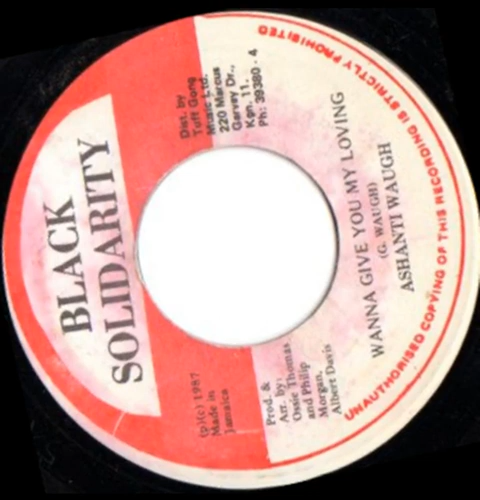 BLACK
SOLIDARITY
Dist. by
Tuff Gong
Music Ltd.
220 Marcus
Garvey Dr.,
Kgn. 11.
Ph: 39380 - 4
(p)(c) 1987
Made in
Jamaica
Prod. &
Arr. by:
Ossie Thomas
and Philip
Morgan.
Albert Davis
WANNA GIVE YOU MY LOVING
(G. WAUGH)
ASHANTI WAUGH
UNAUTHORISED COPYING OF THIS RECORDING IS STRICTLY PROHIBITED